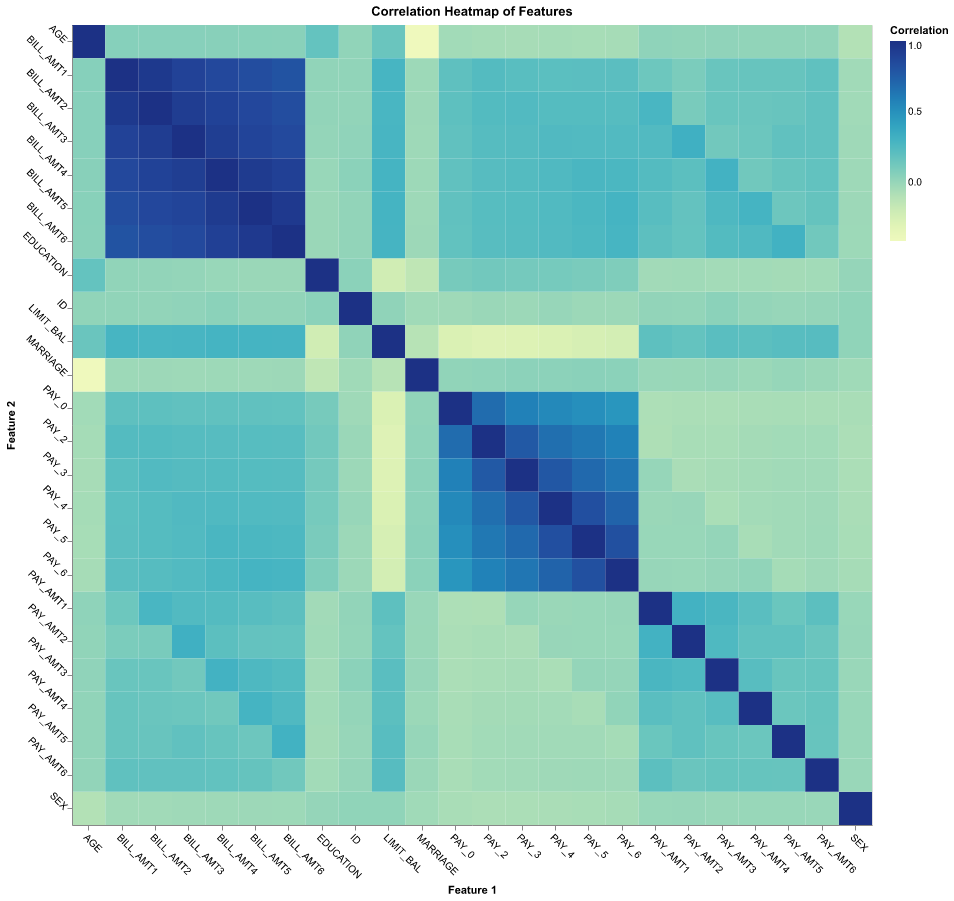 Correlation Heatmap of Features
Correlation
1.0
0.5
0.0
Feature 2
AGE
BILL_AMT1
BILL_AMT2
BILL_AMT3
BILL_AMT4
BILL_AMT5
BILL_AMT6
EDUCATION
ID
LIMIT_BAL
MARRIAGE
PAY_0
PAY_2
PAY_3
PAY_4
PAY_5
PAY_6
PAY_AMT1
PAY_AMT2
PAY_AMT3
PAY_AMT4
PAY_AMT5
PAY_AMT6
SEX
AGE
BILL_AMT1
BILL_AMT2
BILL_AMT3
BILL_AMT4
BILL_AMT5
BILL_AMT6
EDUCATION
ID
LIMIT_BAL
MARRIAGE
PAY_0
PAY_2
PAY_3
PAY_4
PAY_5
PAY_6
PAY_AMT1
PAY_AMT2
PAY_AMT3
PAY_AMT4
PAY_AMT5
PAY_AMT6
SEX
Feature 1